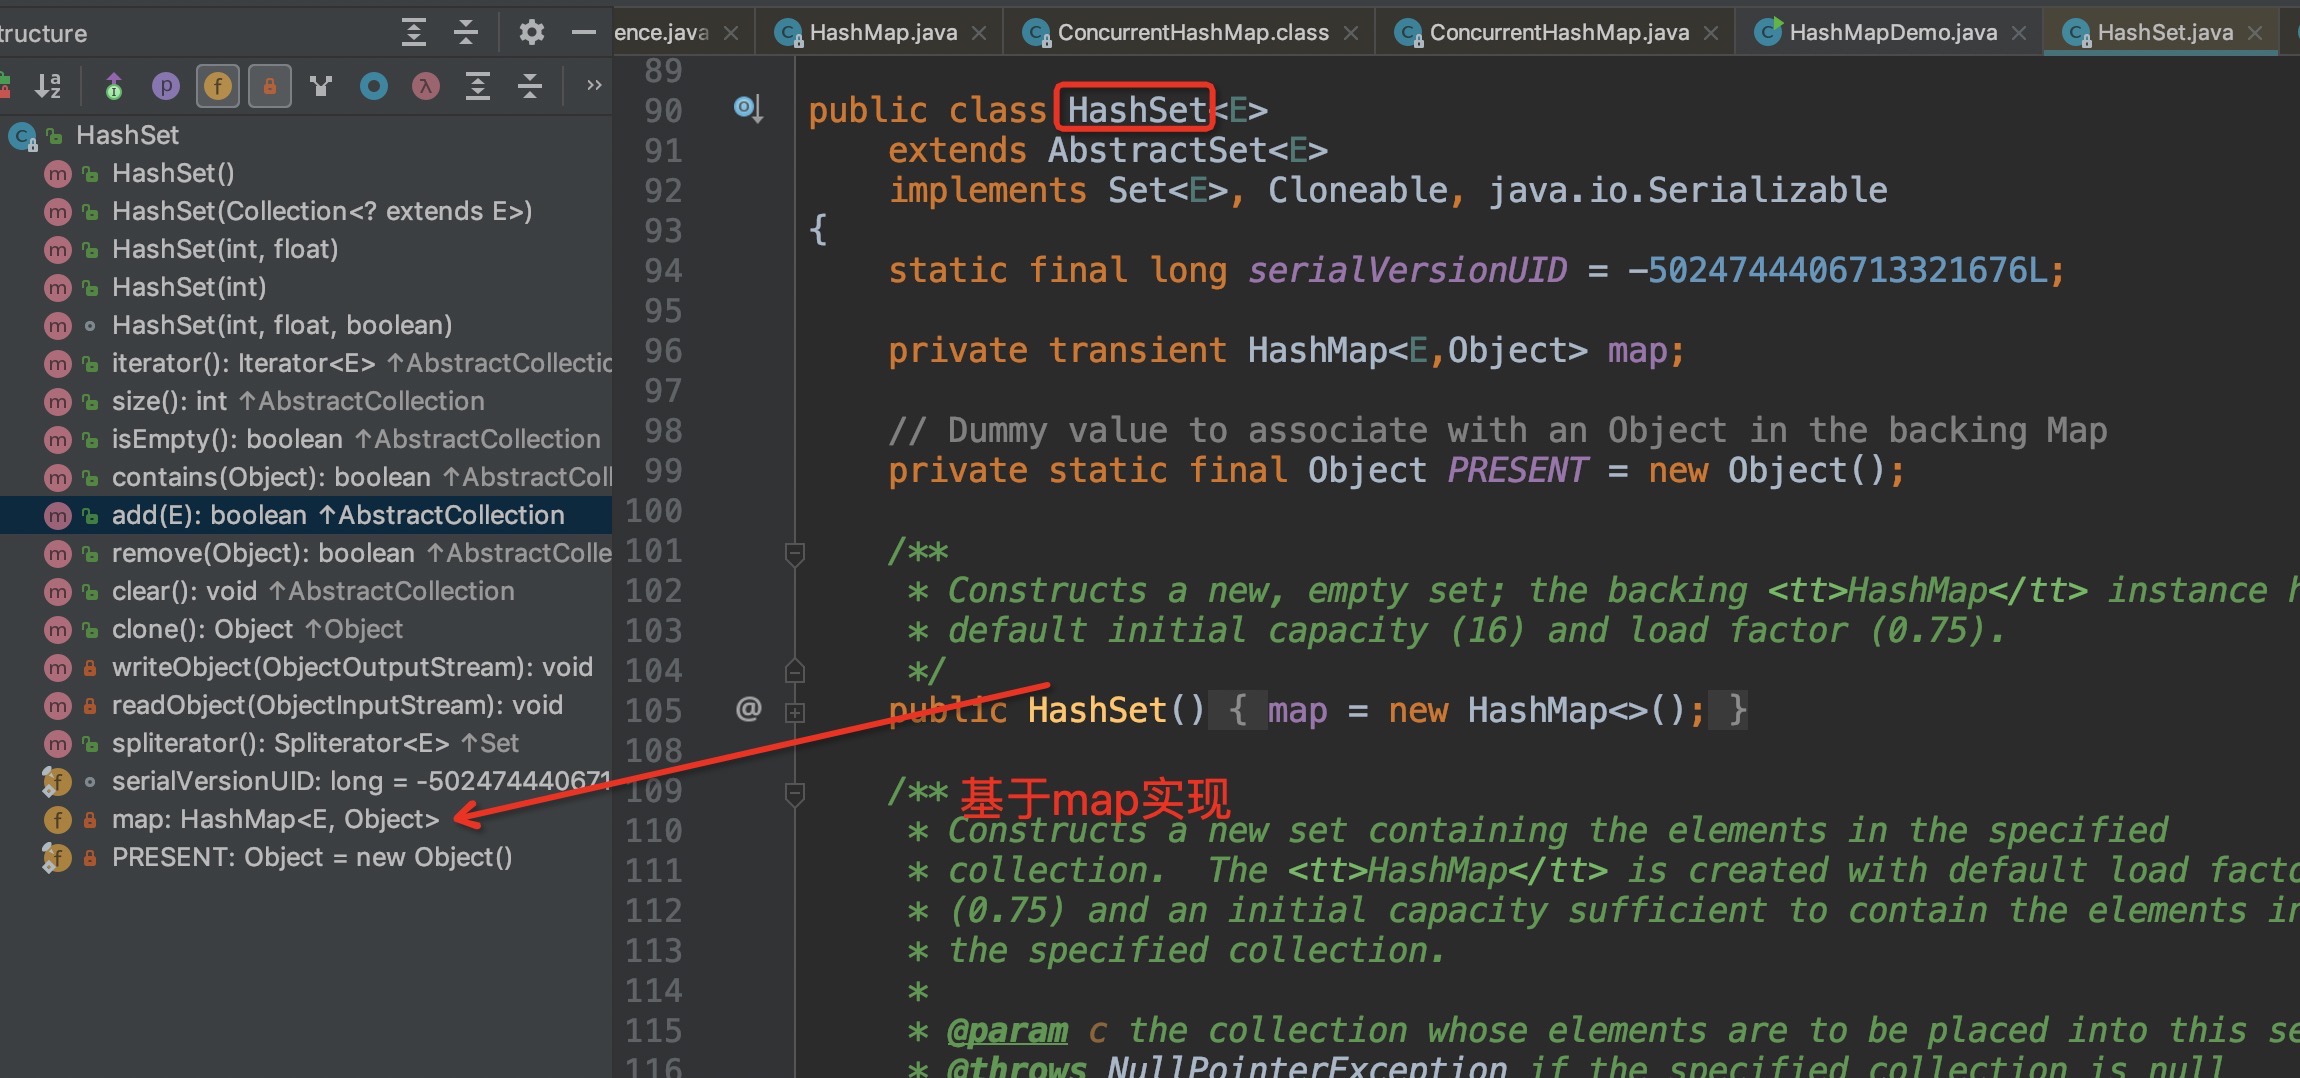 tructure
HashSet
HashSet()
HashSet(Collection<? extends E>)
HashSet(int, float)
HashSet(int)
HashSet(int, float, boolean)
iterator(): Iterator<E> ↑AbstractCollectic
size(): int ↑AbstractCollection
isEmpty(): boolean ↑AbstractCollection
contains(Object): boolean ↑AbstractColl
add(E): boolean ↑AbstractCollection
remove(Object): boolean ↑AbstractColle
clear(): void ↑AbstractCollection
clone(): Object ↑Object
writeObject(ObjectOutputStream): void
readObject(ObjectInputStream): void
spliterator(): Spliterator<E> ↑Set
serialVersionUID: long = -502474440671
map: HashMap<E, Object>
PRESENT: Object = new Object()
ence.java HashMap.java ConcurrentHashMap.class ConcurrentHashMap.java HashMapDemo.java HashSet.java
89
90 public class HashSet<E>
91 extends AbstractSet<E>
92 implements Set<E>, Cloneable, java.io.Serializable
93 {
94 static final long serialVersionUID = -5024744406713321676L;
95
96 private transient HashMap<E,Object> map;
97
98 // Dummy value to associate with an Object in the backing Map
99 private static final Object PRESENT = new Object();
100
101 /**
102 * Constructs a new, empty set; the backing <tt>HashMap</tt> instance h
103 * default initial capacity (16) and load factor (0.75).
104 */
105 public HashSet() { map = new HashMap<>(); }
108
109 /** 基于map实现
110 * Constructs a new set containing the elements in the specified
111 * collection. The <tt>HashMap</tt> is created with default load facto
112 * (0.75) and an initial capacity sufficient to contain the elements in
113 * the specified collection.
114 *
115 * @param c the collection whose elements are to be placed into this se
116 * @throws NullPointerException if the specified collection is null